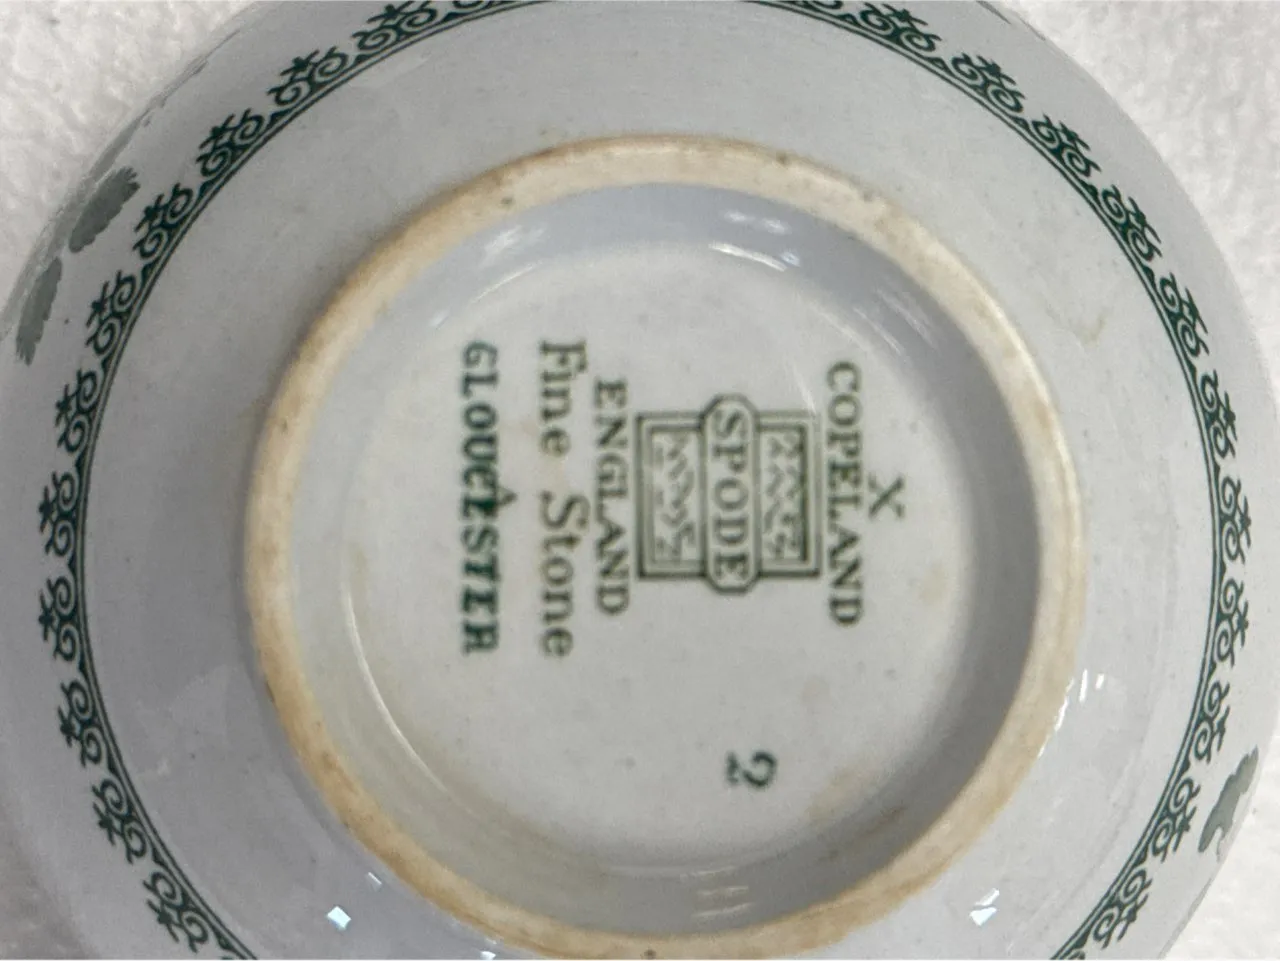 X
COPELAND
SPODE
ENGLAND
Fine Stone
GLOUCESTER
2